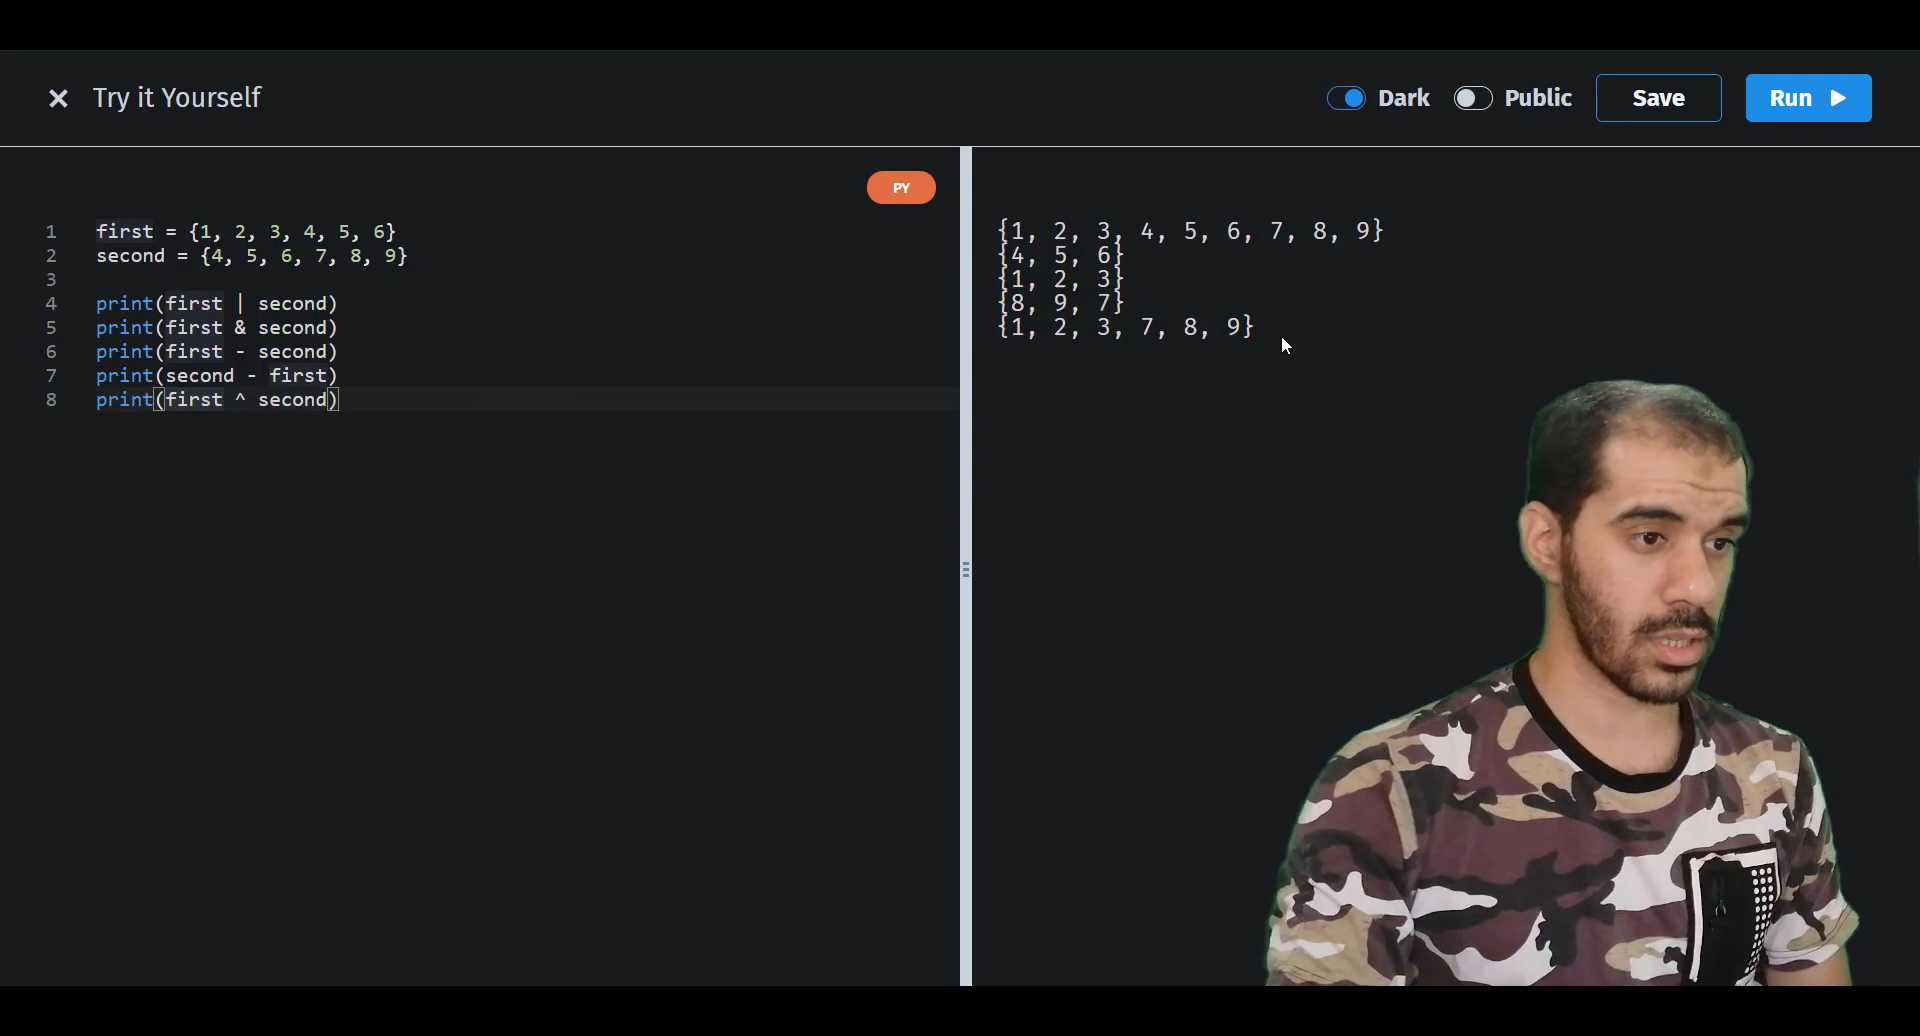 ✕ Try it Yourself
Dark
Public
Save
Run
PY
1 first = {1, 2, 3, 4, 5, 6}
2 second = {4, 5, 6, 7, 8, 9}
3
4 print(first | second)
5 print(first & second)
6 print(first - second)
7 print(second - first)
8 print(first ^ second)
{1, 2, 3, 4, 5, 6, 7, 8, 9}
{4, 5, 6}
{1, 2, 3}
{8, 9, 7}
{1, 2, 3, 7, 8, 9}